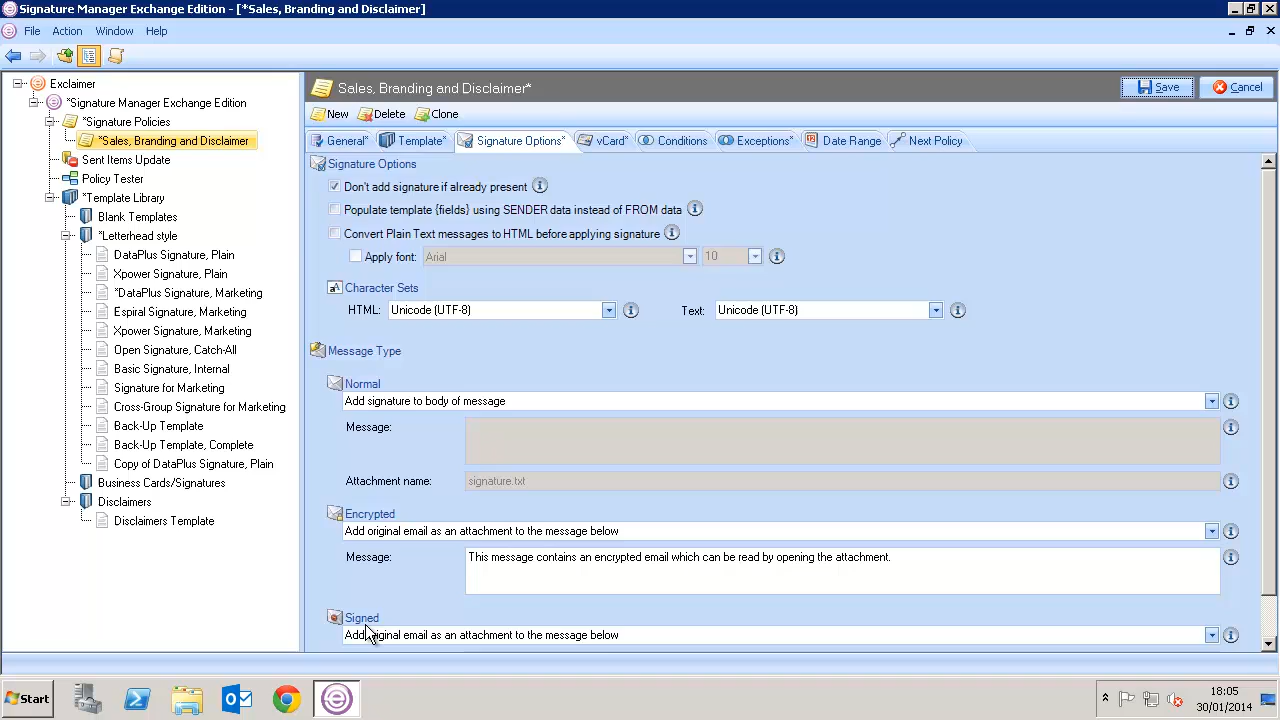 Signature Manager Exchange Edition - [*Sales, Branding and Disclaimer]
File Action Window Help
Exclaimer
*Signature Manager Exchange Edition
*Signature Policies
*Sales, Branding and Disclaimer
Sent Items Update
Policy Tester
*Template Library
Blank Templates
*Letterhead style
DataPlus Signature, Plain
Xpower Signature, Plain
*DataPlus Signature, Marketing
Espiral Signature, Marketing
Xpower Signature, Marketing
Open Signature, Catch-All
Basic Signature, Internal
Signature for Marketing
Cross-Group Signature for Marketing
Back-Up Template
Back-Up Template, Complete
Copy of DataPlus Signature, Plain
Business Cards/Signatures
Disclaimers
Disclaimers Template
Sales, Branding and Disclaimer*
Save Cancel
New Delete Clone
General* Template* Signature Options* vCard* Conditions Exceptions* Date Range Next Policy
Signature Options
Don't add signature if already present
Populate template {fields} using SENDER data instead of FROM data
Convert Plain Text messages to HTML before applying signature
Apply font: Arial 10
Character Sets
HTML: Unicode (UTF-8) Text: Unicode (UTF-8)
Message Type
Normal
Add signature to body of message
Message:
Attachment name: signature.txt
Encrypted
Add original email as an attachment to the message below
Message: This message contains an encrypted email which can be read by opening the attachment.
Signed
Add original email as an attachment to the message below
Start
18:05
30/01/2014